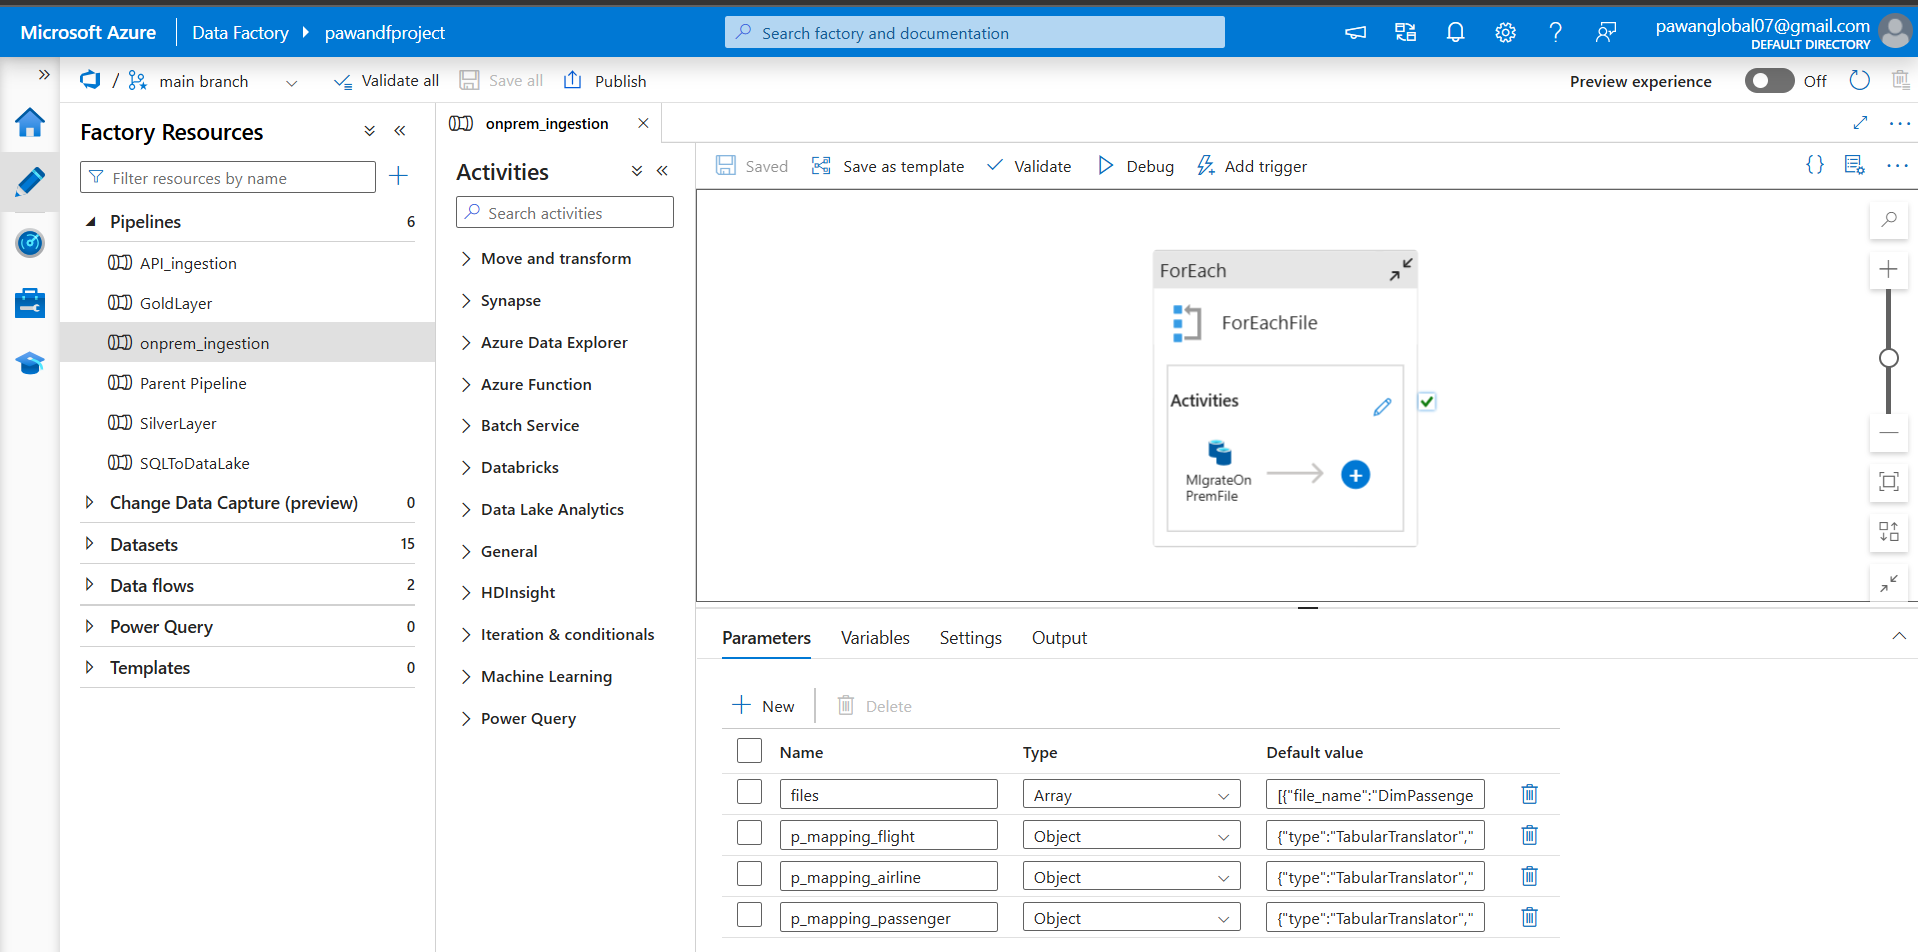 Microsoft Azure
Data Factory
pawandfproject
Search factory and documentation
pawanglobal07@gmail.com
DEFAULT DIRECTORY
/ main branch
Validate all
Save all
Publish
Preview experience
Off
Factory Resources
Filter resources by name
Pipelines 6
API_ingestion
GoldLayer
onprem_ingestion
Parent Pipeline
SilverLayer
SQLToDataLake
Change Data Capture (preview) 0
Datasets 15
Data flows 2
Power Query 0
Templates 0
onprem_ingestion
Activities
Search activities
Move and transform
Synapse
Azure Data Explorer
Azure Function
Batch Service
Databricks
Data Lake Analytics
General
HDInsight
Iteration & conditionals
Machine Learning
Power Query
Saved
Save as template
Validate
Debug
Add trigger
{}
ForEach
ForEachFile
Activities
MIgrateOn
PremFile
Parameters Variables Settings Output
New
Delete
Name Type Default value
files Array [{"file_name":"DimPassenge
p_mapping_flight Object {"type":"TabularTranslator","
p_mapping_airline Object {"type":"TabularTranslator","
p_mapping_passenger Object {"type":"TabularTranslator","